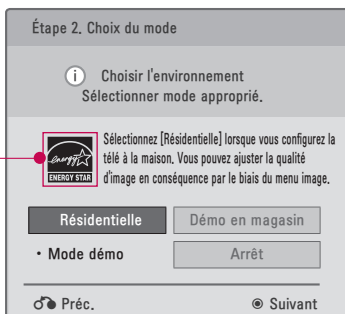 Étape 2. Choix du mode
i Choisir l'environnement
Sélectionner mode approprié.
Sélectionnez [Résidentielle] lorsque vous configurez la
télé à la maison. Vous pouvez ajuster la qualité
d'image en conséquence par le biais du menu image.
energy
ENERGY STAR
Résidentielle Démo en magasin
• Mode démo Arrêt
Préc. Suivant